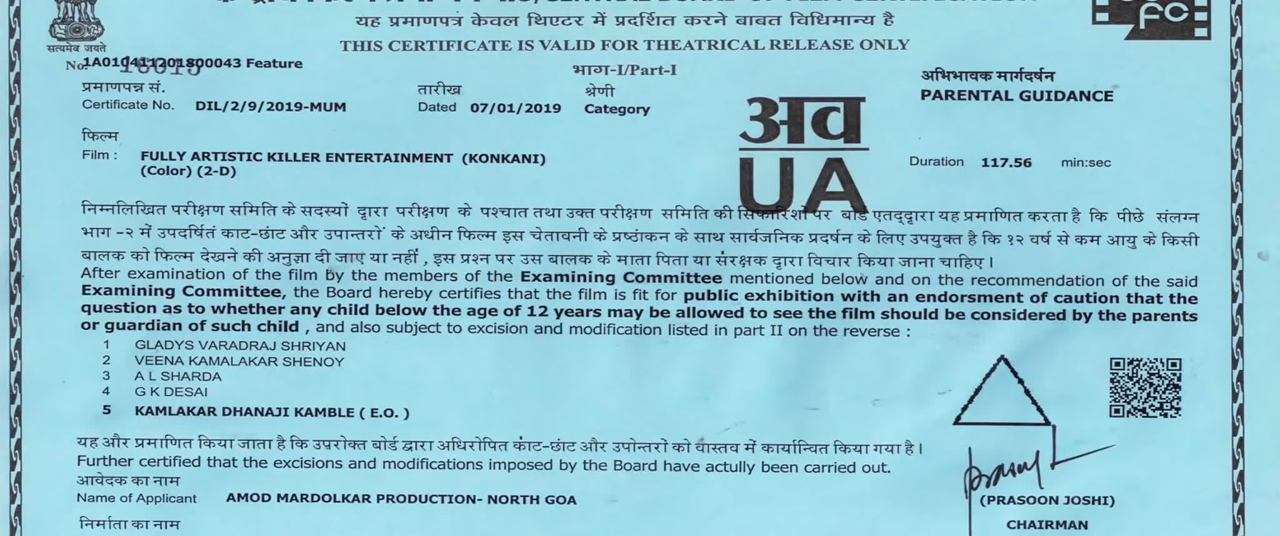 यह प्रमाणपत्र केवल थिएटर में प्रदर्शित करने बाबत विधिमान्य है
THIS CERTIFICATE IS VALID FOR THEATRICAL RELEASE ONLY
सत्यमेव जयते
No. 1A010411201800043 Feature
भाग-I/Part-I
प्रमाणपत्र सं.
Certificate No. DIL/2/9/2019-MUM
तारीख
Dated 07/01/2019
श्रेणी
Category
अव
UA
अभिभावक मार्गदर्शन
PARENTAL GUIDANCE
फिल्म
Film : FULLY ARTISTIC KILLER ENTERTAINMENT (KONKANI)
(Color) (2-D)
Duration 117.56 min:sec
निम्नलिखित परीक्षण समिति के सदस्यों द्वारा परीक्षण के पश्चात तथा उक्त परीक्षण समिति की सिफारिशों पर बोर्ड एतद्द्वारा यह प्रमाणित करता है कि पीछे संलग्न
भाग -२ में उपदर्षित काट-छांट और उपान्तरों के अधीन फिल्म इस चेतावनी के प्रष्ठांकन के साथ सार्वजनिक प्रदर्षन के लिए उपयुक्त है कि १२ वर्ष से कम आयु के किसी
बालक को फिल्म देखने की अनुज्ञा दी जाए या नहीं , इस प्रश्न पर उस बालक के माता पिता या संरक्षक द्वारा विचार किया जाना चाहिए ।
After examination of the film by the members of the Examining Committee mentioned below and on the recommendation of the said
Examining Committee, the Board hereby certifies that the film is fit for public exhibition with an endorsment of caution that the
question as to whether any child below the age of 12 years may be allowed to see the film should be considered by the parents
or guardian of such child , and also subject to excision and modification listed in part II on the reverse :
1 GLADYS VARADRAJ SHRIYAN
2 VEENA KAMALAKAR SHENOY
3 A L SHARDA
4 G K DESAI
5 KAMLAKAR DHANAJI KAMBLE ( E.O. )
यह और प्रमाणित किया जाता है कि उपरोक्त बोर्ड द्वारा अधिरोपित काट-छांट और उपोन्तरों को वास्तव में कार्यान्वित किया गया है ।
Further certified that the excisions and modifications imposed by the Board have actully been carried out.
आवेदक का नाम
Name of Applicant AMOD MARDOLKAR PRODUCTION- NORTH GOA
(PRASOON JOSHI)
CHAIRMAN
निर्माता का नाम